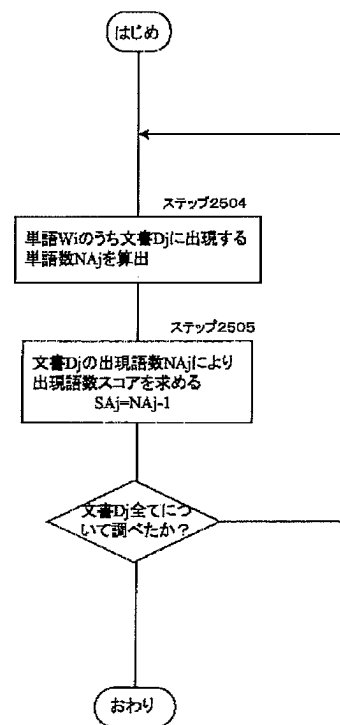 はじめ
ステップ2504
単語Wiのうち文書Djに出現する
単語数NAjを算出
ステップ2505
文書Djの出現語数NAjにより
出現語数スコアを求める
SAj=NAj-1
文書Dj全てにつ
いて調べたか？
おわり